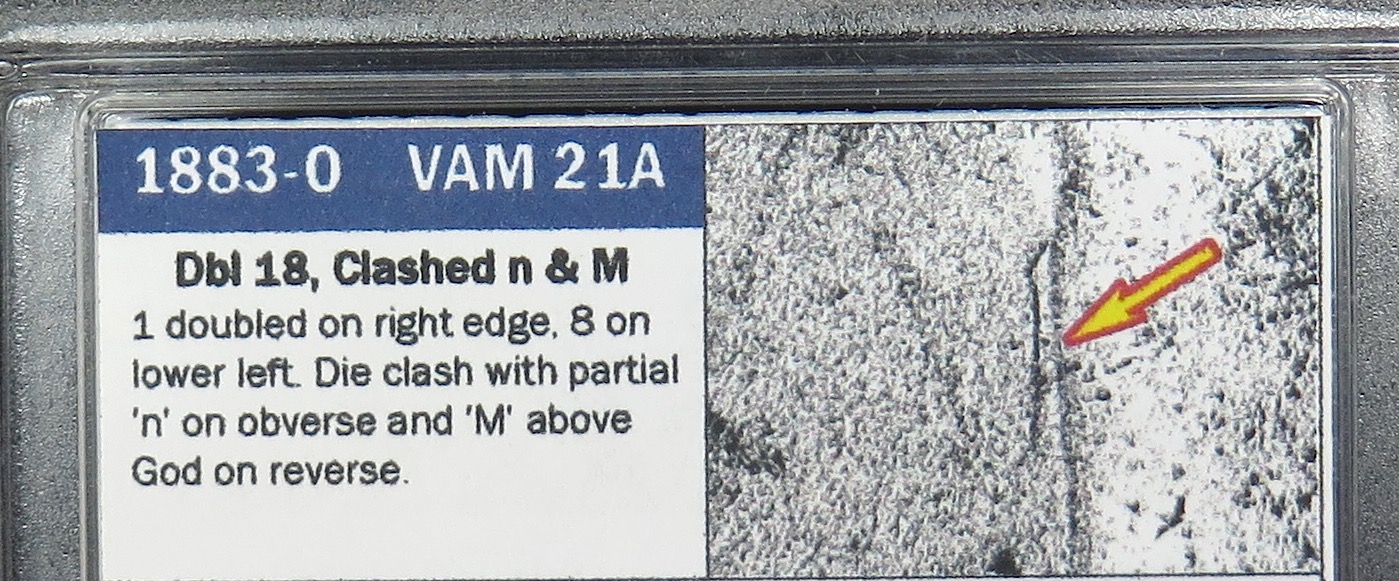 1883-O VAM 21A
Dbl 18, Clashed n & M
1 doubled on right edge, 8 on
lower left. Die clash with partial
'n' on obverse and 'M' above
God on reverse.